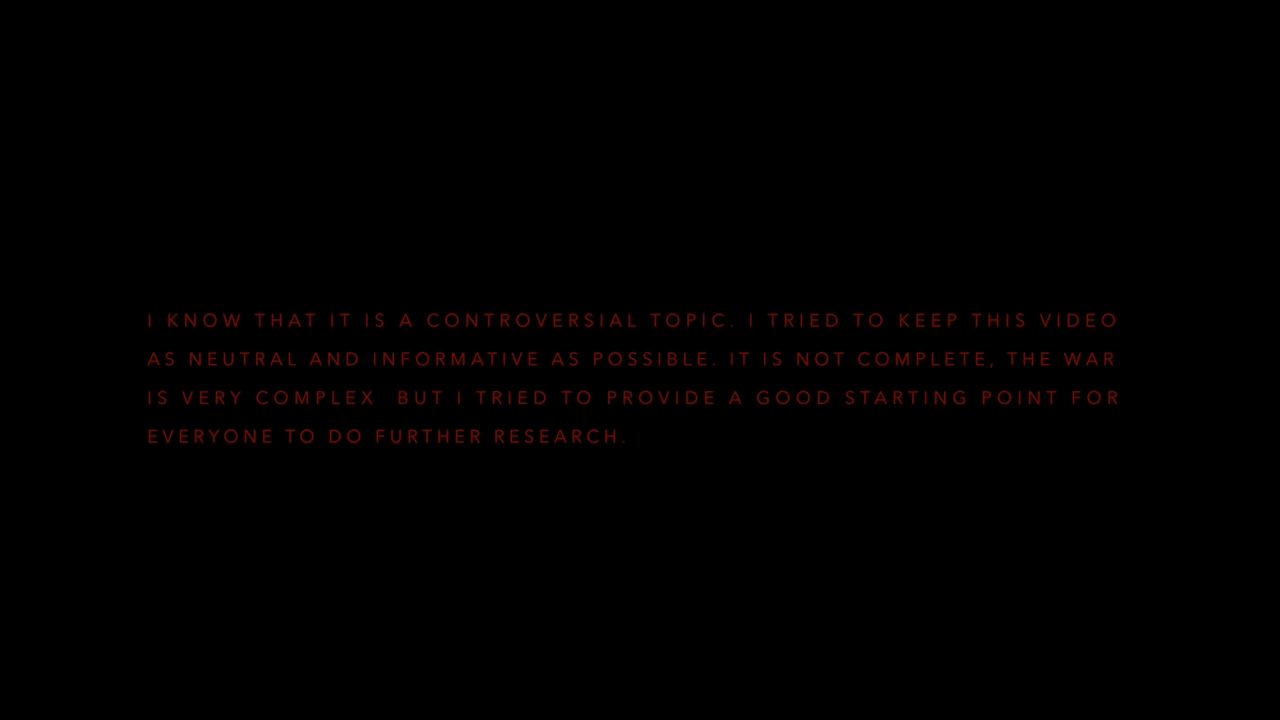 I KNOW THAT IT IS A CONTROVERSIAL TOPIC. I TRIED TO KEEP THIS VIDEO
AS NEUTRAL AND INFORMATIVE AS POSSIBLE. IT IS NOT COMPLETE, THE WAR
IS VERY COMPLEX  BUT I TRIED TO PROVIDE A GOOD STARTING POINT FOR
EVERYONE TO DO FURTHER RESEARCH.